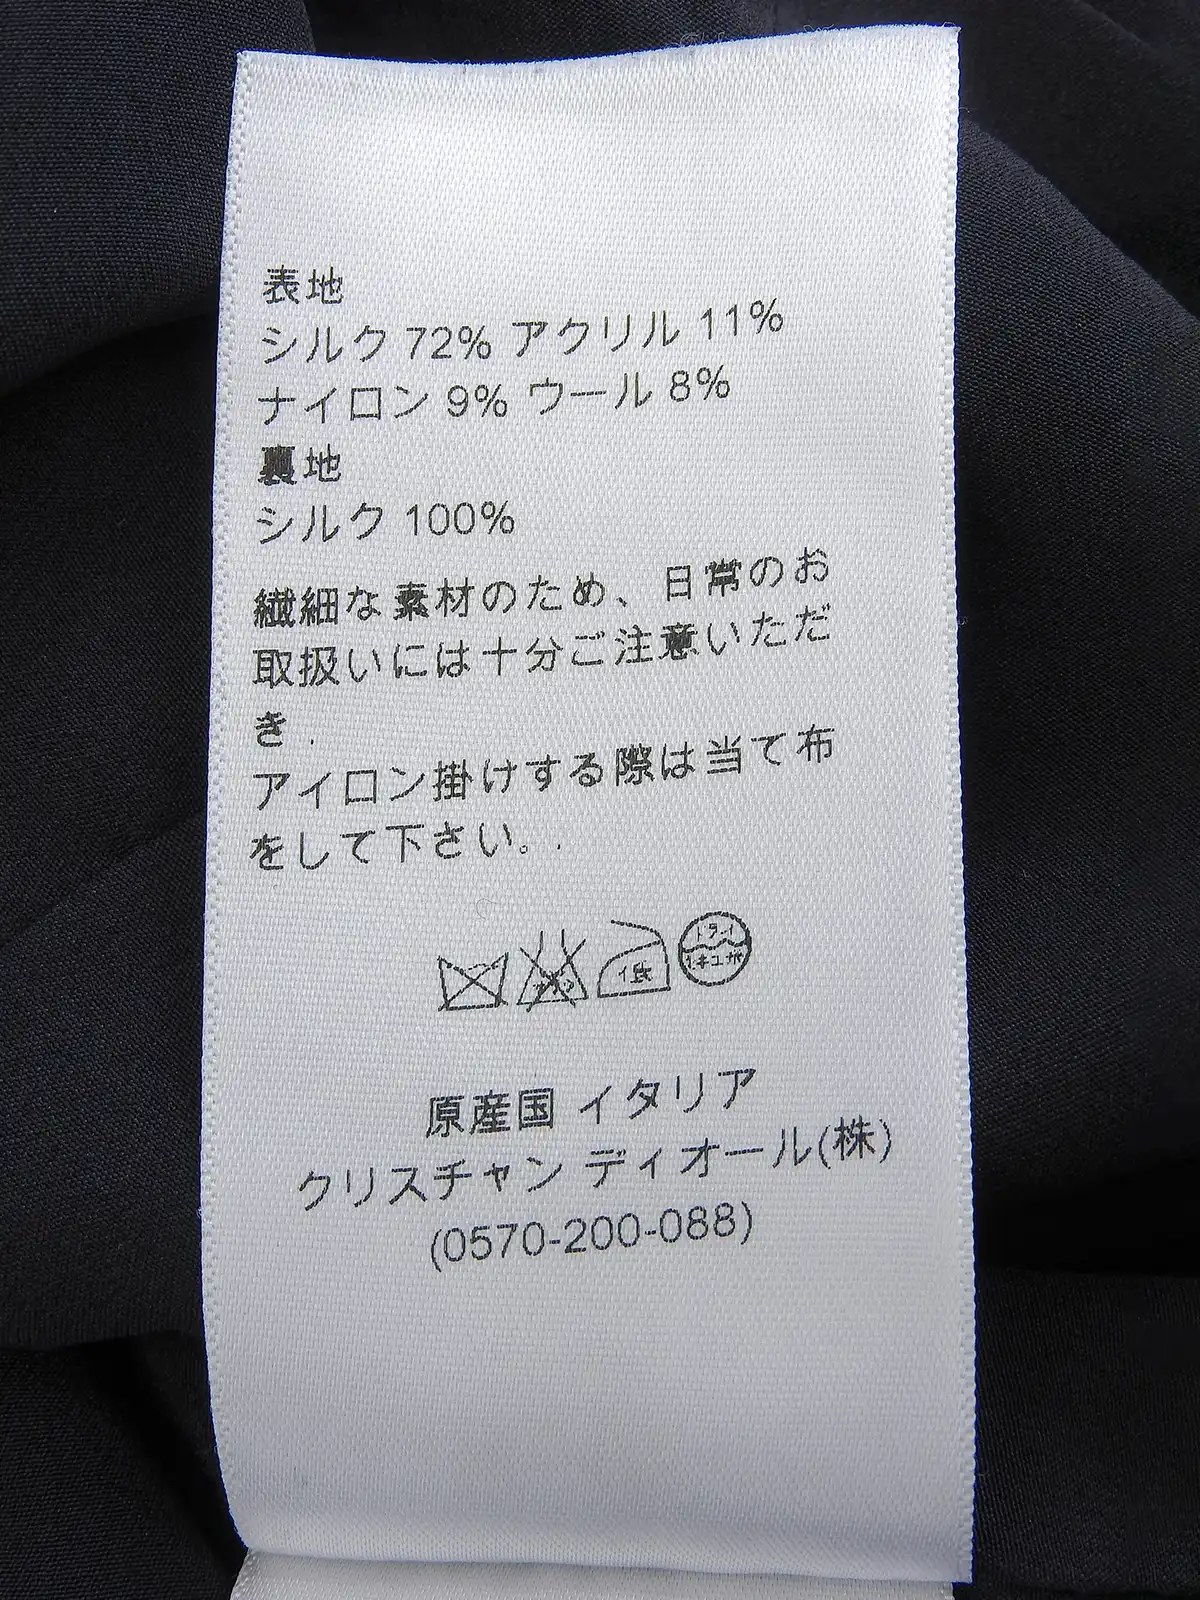 表地
シルク 72% アクリル 11%
ナイロン 9% ウール 8%
裏地
シルク 100%
繊細な素材のため、日常のお
取扱いには十分ご注意いただ
き.
アイロン掛けする際は当て布
をして下さい。.
低
ドライ
原産国 イタリア
クリスチャン ディオール(株)
(0570-200-088)